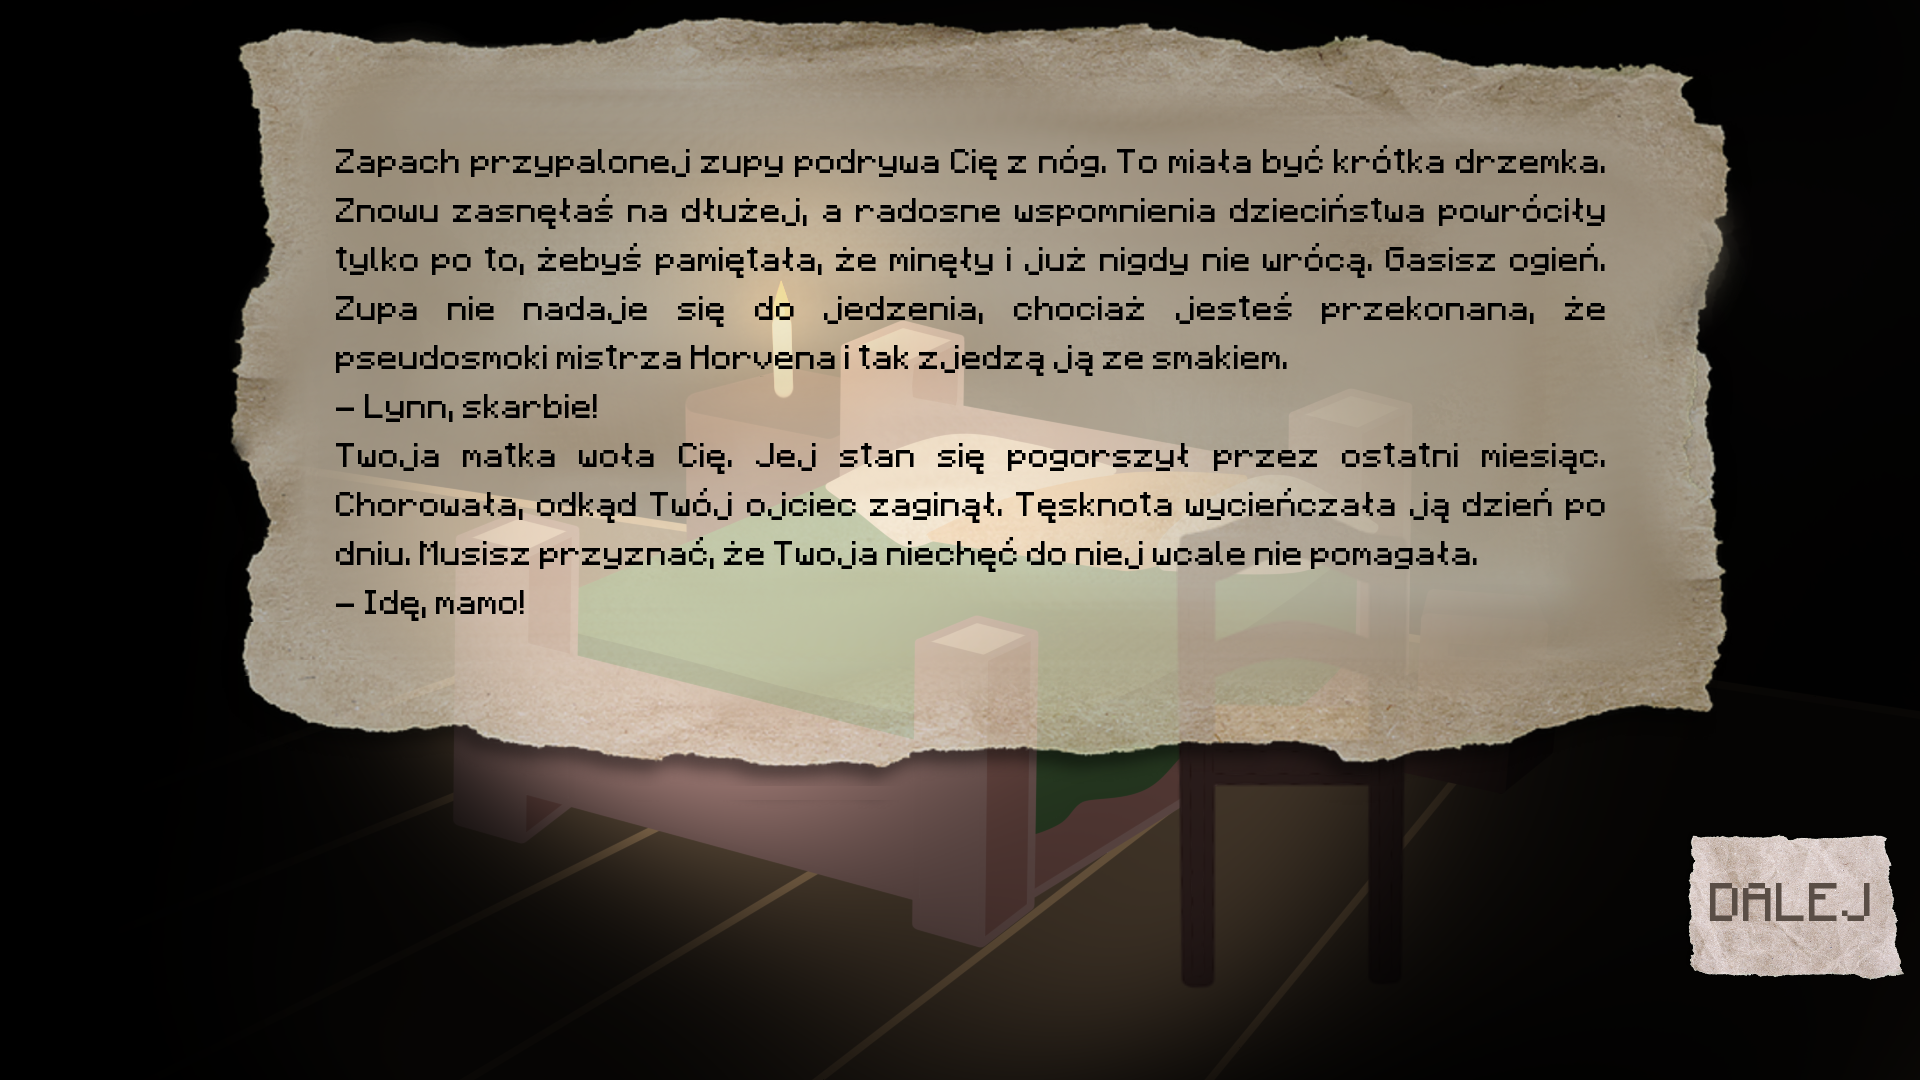 Zapach przypalonej zupy podrywa Cię z nóg. To miała być krótka drzemka.
Znowu zasnęłaś na dłużej, a radosne wspomnienia dzieciństwa powróciły
tylko po to, żebyś pamiętała, że minęły i już nigdy nie wrócą. Gasisz ogień.
Zupa nie nadaje się do jedzenia, chociaż jesteś przekonana, że
pseudosmoki mistrza Horvena i tak zjedzą ją ze smakiem.
– Lynn, skarbie!
Twoja matka woła Cię. Jej stan się pogorszył przez ostatni miesiąc.
Chorowała, odkąd Twój ojciec zaginął. Tęsknota wycieńczała ją dzień po
dniu. Musisz przyznać, że Twoja niechęć do niej wcale nie pomagała.
– Idę, mamo!
DALEJ